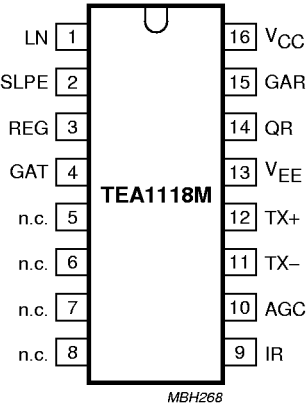 LN 1 16 VCC
SLPE 2 15 GAR
REG 3 14 QR
GAT 4 13 VEE
TEA1118M
n.c. 5 12 TX+
n.c. 6 11 TX−
n.c. 7 10 AGC
n.c. 8 9 IR
MBH268